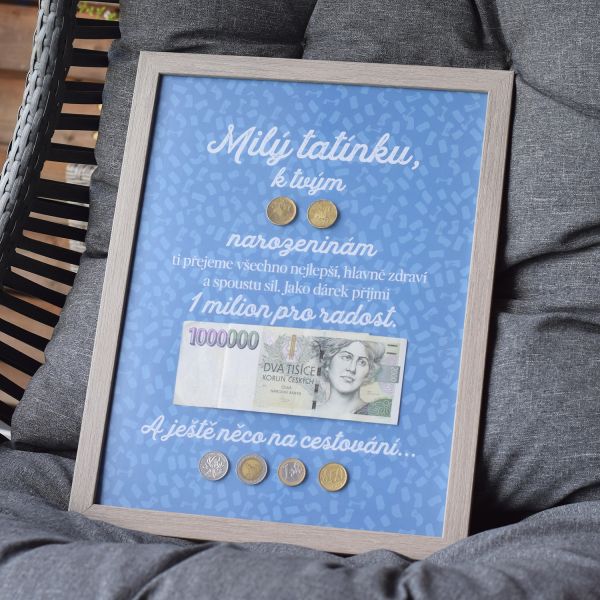 Milý tatínku,
k tvým
narozeninám
ti přejeme všechno nejlepší, hlavně zdraví
a spoustu sil. Jako dárek přijmi
1 milion pro radost.
1000000
DVA TISÍCE
KORUN ČESKÝCH
A ještě něco na cestování...